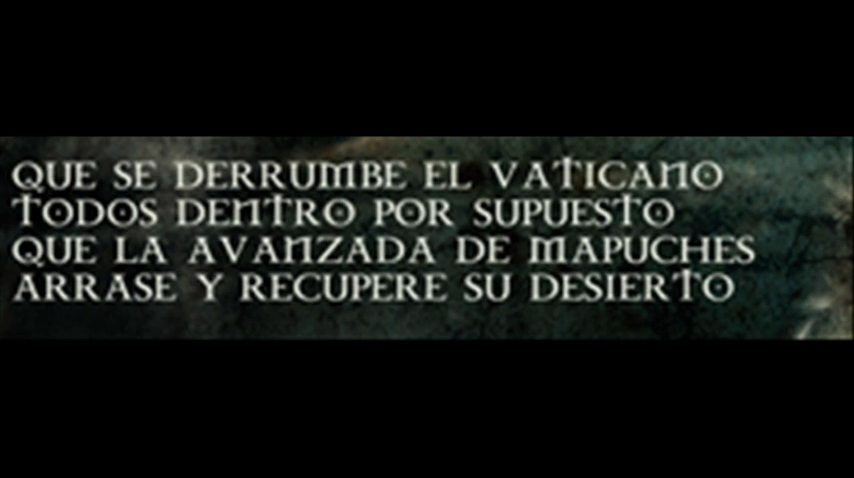 QUE SE DERRUMBE EL VATICANO
TODOS DENTRO POR SUPUESTO
QUE LA AVANZADA DE MAPUCHES
ARRASE Y RECUPERE SU DESIERTO